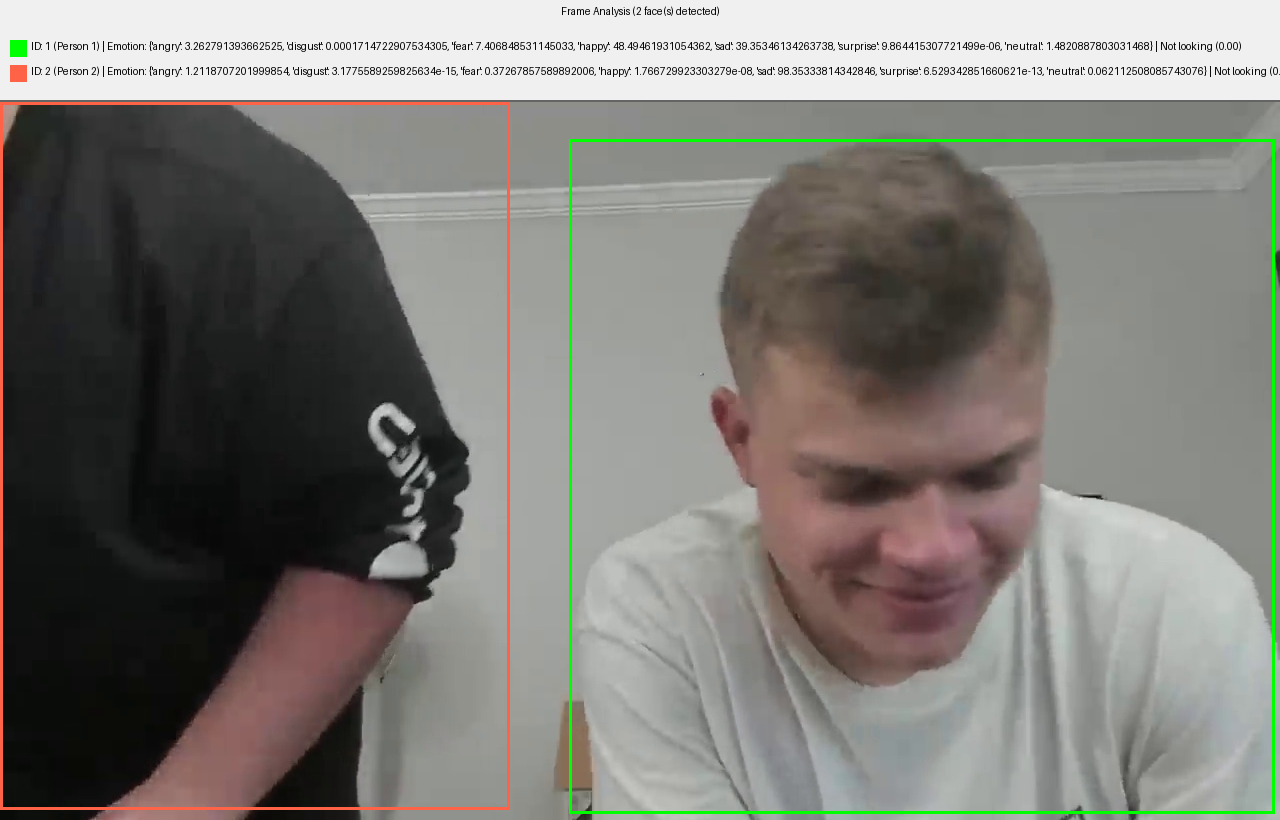 Frame Analysis (2 face(s) detected)
ID: 1 (Person 1) | Emotion: {'angry': 3.262791393662525, 'disgust': 0.0001714722907534305, 'fear': 7.406848531145033, 'happy': 48.49461931054362, 'sad': 39.35346134263738, 'surprise': 9.864415307721499e-06, 'neutral': 1.4820887803031468} | Not looking (0.00)
ID: 2 (Person 2) | Emotion: {'angry': 1.2118707201999854, 'disgust': 3.1775589259825634e-15, 'fear': 0.37267857589892006, 'happy': 1.766729923303279e-08, 'sad': 98.35333814342846, 'surprise': 6.529342851660621e-13, 'neutral': 0.062112508085743076} | Not looking (0.